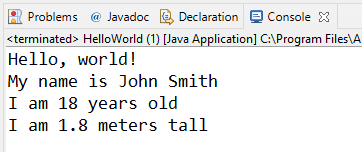 Problems @ Javadoc Declaration Console
<terminated> HelloWorld (1) [Java Application] C:\Program Files\A
Hello, world!
My name is John Smith
I am 18 years old
I am 1.8 meters tall